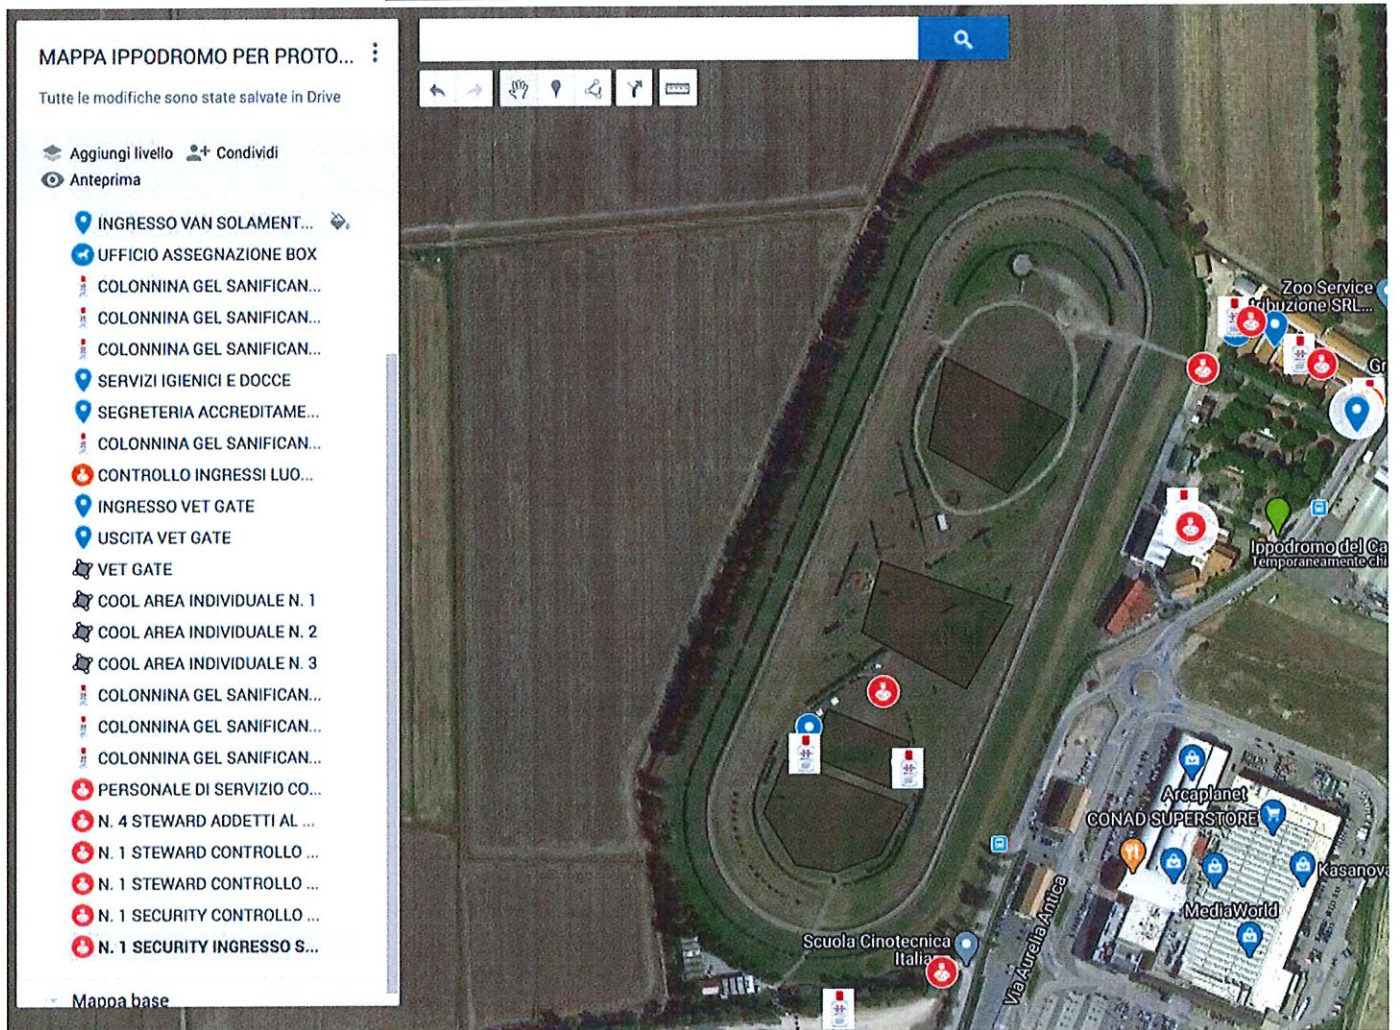 MAPPA IPPODROMO PER PROTO...
Tutte le modifiche sono state salvate in Drive
Aggiungi livello Condividi
Anteprima
INGRESSO VAN SOLAMENT...
UFFICIO ASSEGNAZIONE BOX
COLONNINA GEL SANIFICAN...
COLONNINA GEL SANIFICAN...
COLONNINA GEL SANIFICAN...
SERVIZI IGIENICI E DOCCE
SEGRETERIA ACCREDITAME...
COLONNINA GEL SANIFICAN...
CONTROLLO INGRESSI LUO...
INGRESSO VET GATE
USCITA VET GATE
VET GATE
COOL AREA INDIVIDUALE N. 1
COOL AREA INDIVIDUALE N. 2
COOL AREA INDIVIDUALE N. 3
COLONNINA GEL SANIFICAN...
COLONNINA GEL SANIFICAN...
COLONNINA GEL SANIFICAN...
PERSONALE DI SERVIZIO CO...
N. 4 STEWARD ADDETTI AL ...
N. 1 STEWARD CONTROLLO ...
N. 1 STEWARD CONTROLLO ...
N. 1 SECURITY CONTROLLO ...
N. 1 SECURITY INGRESSO S...
Mappa base
Zoo Service
ribuzione SRL...
Gr
Ippodromo del Ca
Temporaneamente chi
Arcaplanet
CONAD SUPERSTORE
Kasanova
MediaWorld
Scuola Cinotecnica
Italia
Via Aurelia Antica